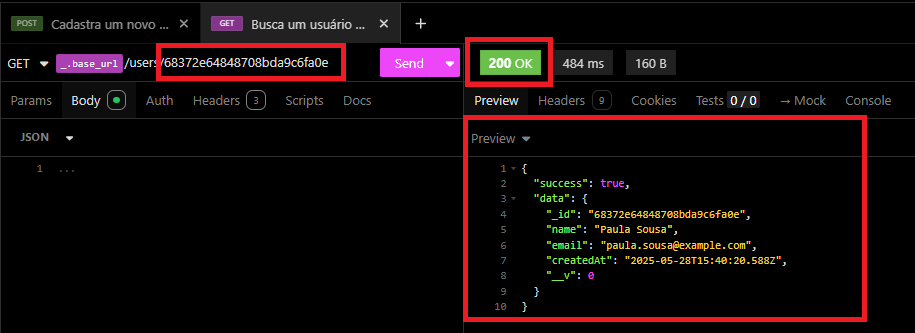 POST Cadastra um novo ... × GET Busca um usuário ... × +
GET _.base_url /users/68372e64848708bda9c6fa0e Send 200 OK 484 ms 160 B
Params Body Auth Headers 3 Scripts Docs
Preview Headers 9 Cookies Tests 0 / 0 → Mock Console
JSON
1 ...
Preview
1 {
2 "success": true,
3 "data": {
4 "_id": "68372e64848708bda9c6fa0e",
5 "name": "Paula Sousa",
6 "email": "paula.sousa@example.com",
7 "createdAt": "2025-05-28T15:40:20.588Z",
8 "__v": 0
9 }
10 }